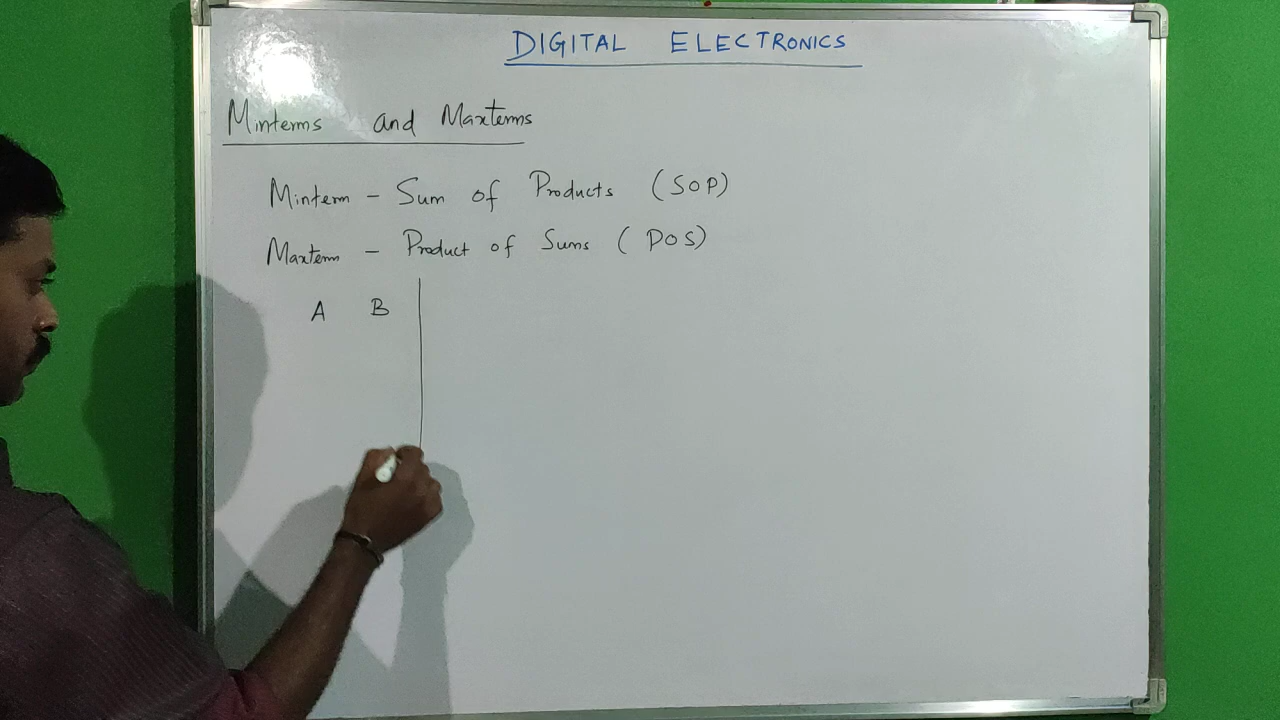 DIGITAL ELECTRONICS
Minterms and Maxterms
Minterm - Sum of Products (SOP)
Maxterm - Product of Sums (POS)
A B